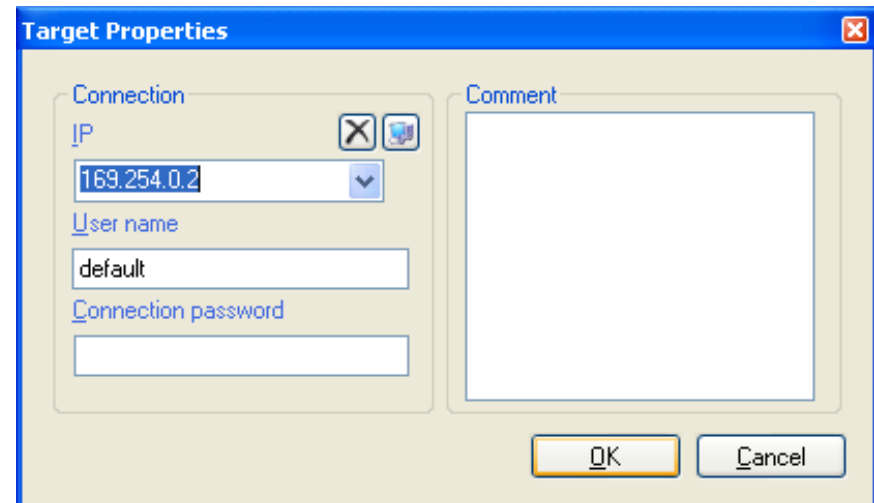 Target Properties
Connection
IP
169.254.0.2
User name
default
Connection password
Comment
OK
Cancel